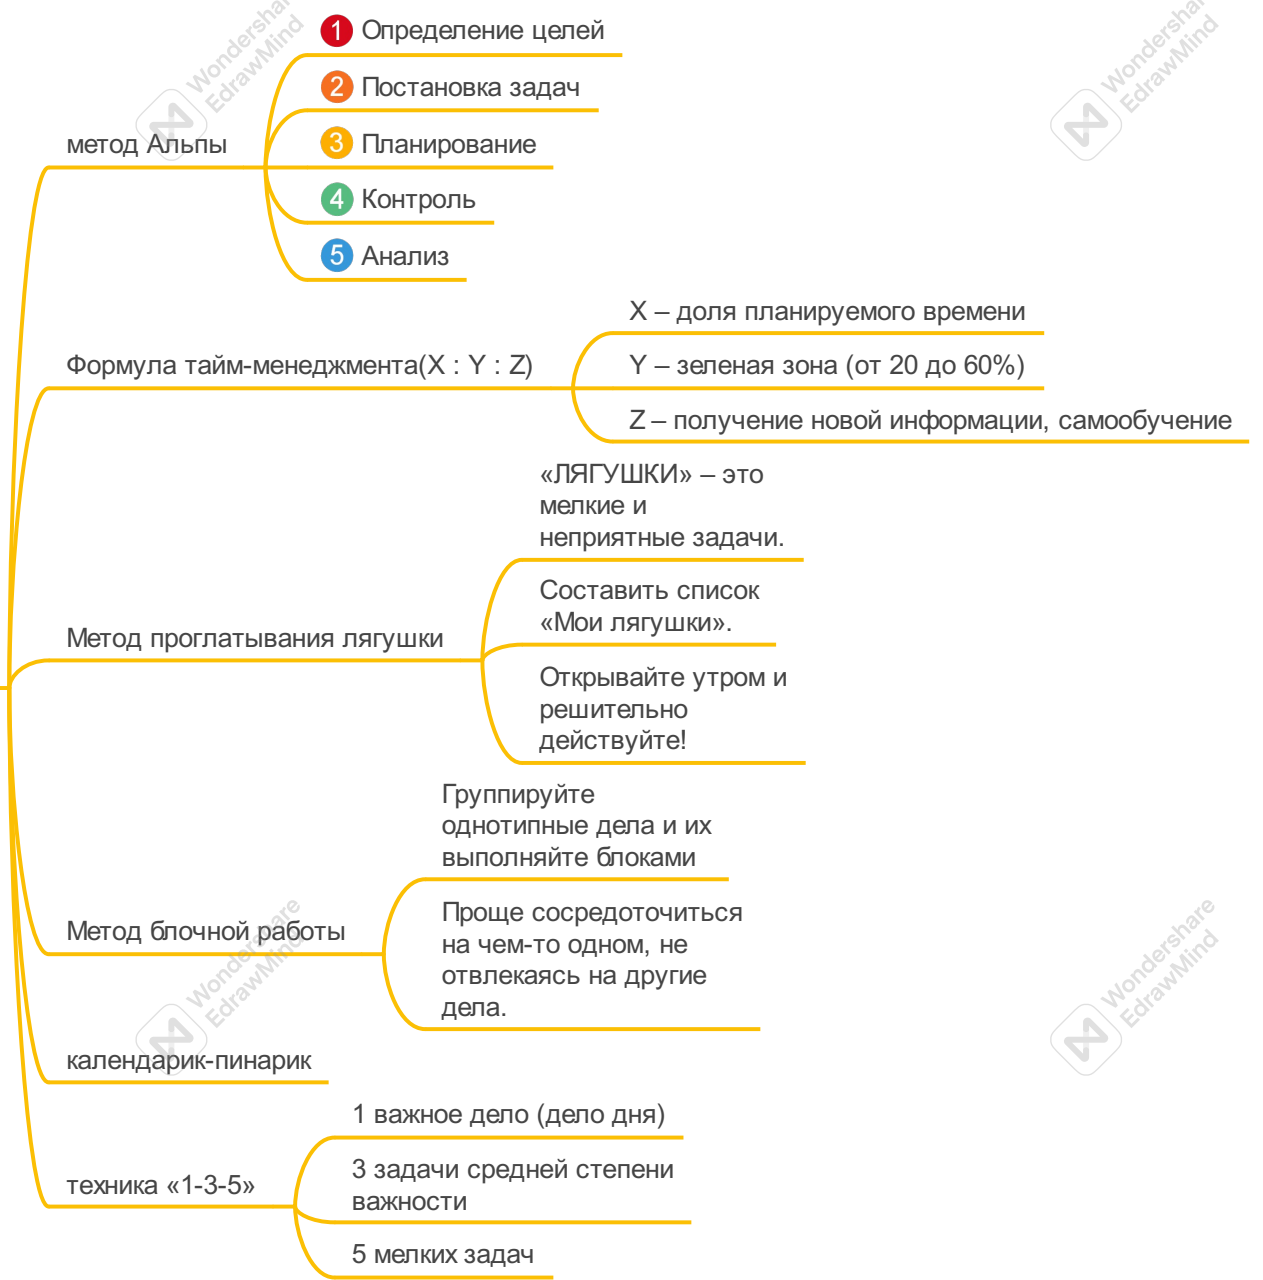 1 Определение целей
2 Постановка задач
метод Альпы
3 Планирование
4 Контроль
5 Анализ
Формула тайм-менеджмента(X : Y : Z)
X – доля планируемого времени
Y – зеленая зона (от 20 до 60%)
Z – получение новой информации, самообучение
Метод проглатывания лягушки
«ЛЯГУШКИ» – это
мелкие и
неприятные задачи.
Составить список
«Мои лягушки».
Открывайте утром и
решительно
действуйте!
Метод блочной работы
Группируйте
однотипные дела и их
выполняйте блоками
Проще сосредоточиться
на чем-то одном, не
отвлекаясь на другие
дела.
календарик-пинарик
техника «1-3-5»
1 важное дело (дело дня)
3 задачи средней степени
важности
5 мелких задач
Wondershare
EdrawMind
Wondershare
EdrawMind
Wondershare
EdrawMind
Wondershare
EdrawMind